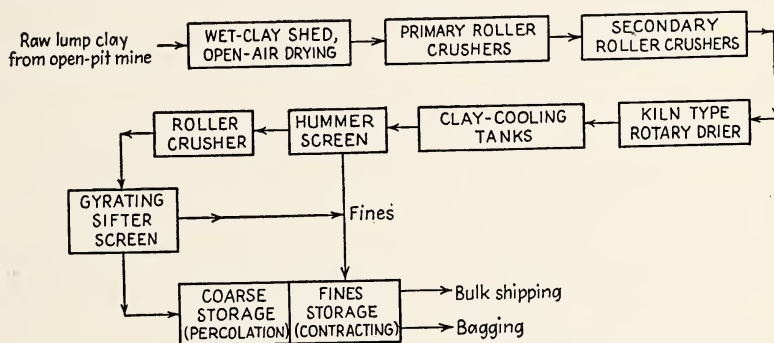 Raw lump clay
from open-pit mine
WET-CLAY SHED,
OPEN-AIR DRYING
PRIMARY ROLLER
CRUSHERS
SECONDARY
ROLLER CRUSHERS
ROLLER
CRUSHER
HUMMER
SCREEN
CLAY-COOLING
TANKS
KILN TYPE
ROTARY DRIER
GYRATING
SIFTER
SCREEN
Fines
COARSE
STORAGE
(PERCOLATION)
FINES
STORAGE
(CONTRACTING)
Bulk shipping
Bagging